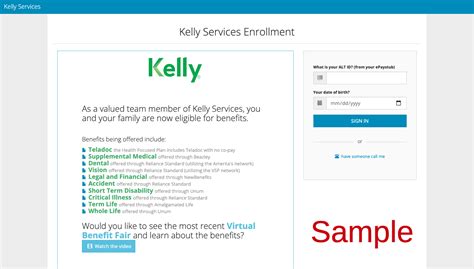 Kelly Services
Kelly Services Enrollment
Kelly
As a valued team member of Kelly Services, you
and your family are now eligible for benefits.
Benefits being offered include:
Teladoc the Health Focused Plan includes Teladoc with no co-pay
Supplemental Medical offered through Beazley
Dental offered through Reliance Standard (utilizing the Ameritas's network)
Vision offered through Reliance Standard (utilizing the VSP network)
Legal and Financial offered through NewBenefits
Accident offered through Reliance Standard
Short Term Disability offered through Unum
Critical Illness offered through Reliance Standard
Term Life offered through Amalgamated Life
Whole Life offered through Unum
Would you like to see the most recent Virtual
Benefit Fair and learn about the benefits?
Watch the video
What is your ALT ID? (from your ePaystub)
Your date of birth?
mm/dd/yyyy
SIGN IN
or
have someone call me
Sample